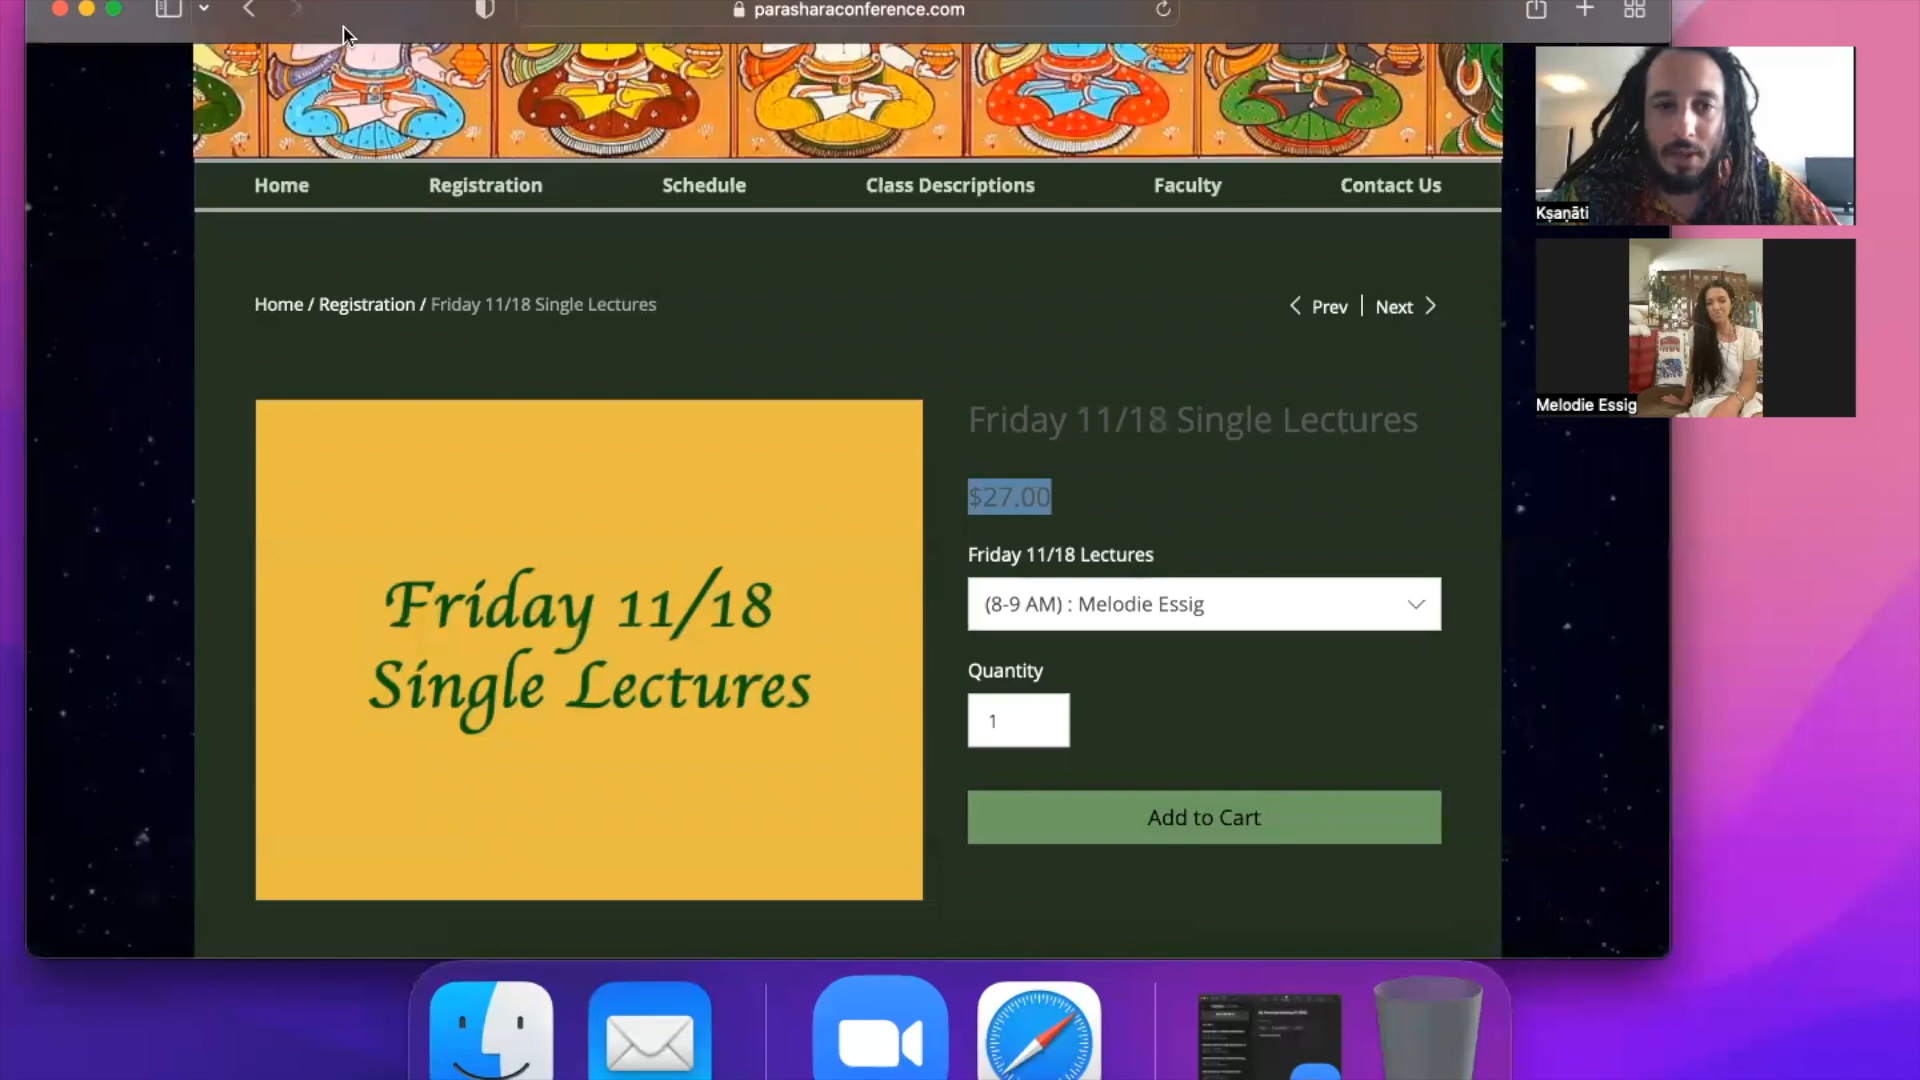 parasharaconference.com
Home
Registration
Schedule
Class Descriptions
Faculty
Contact Us
Kṣaṇāti
Home / Registration / Friday 11/18 Single Lectures
Prev | Next
Melodie Essig
Friday 11/18 Single Lectures
$27.00
Friday 11/18 Lectures
(8-9 AM) : Melodie Essig
Friday 11/18
Single Lectures
Quantity
1
Add to Cart